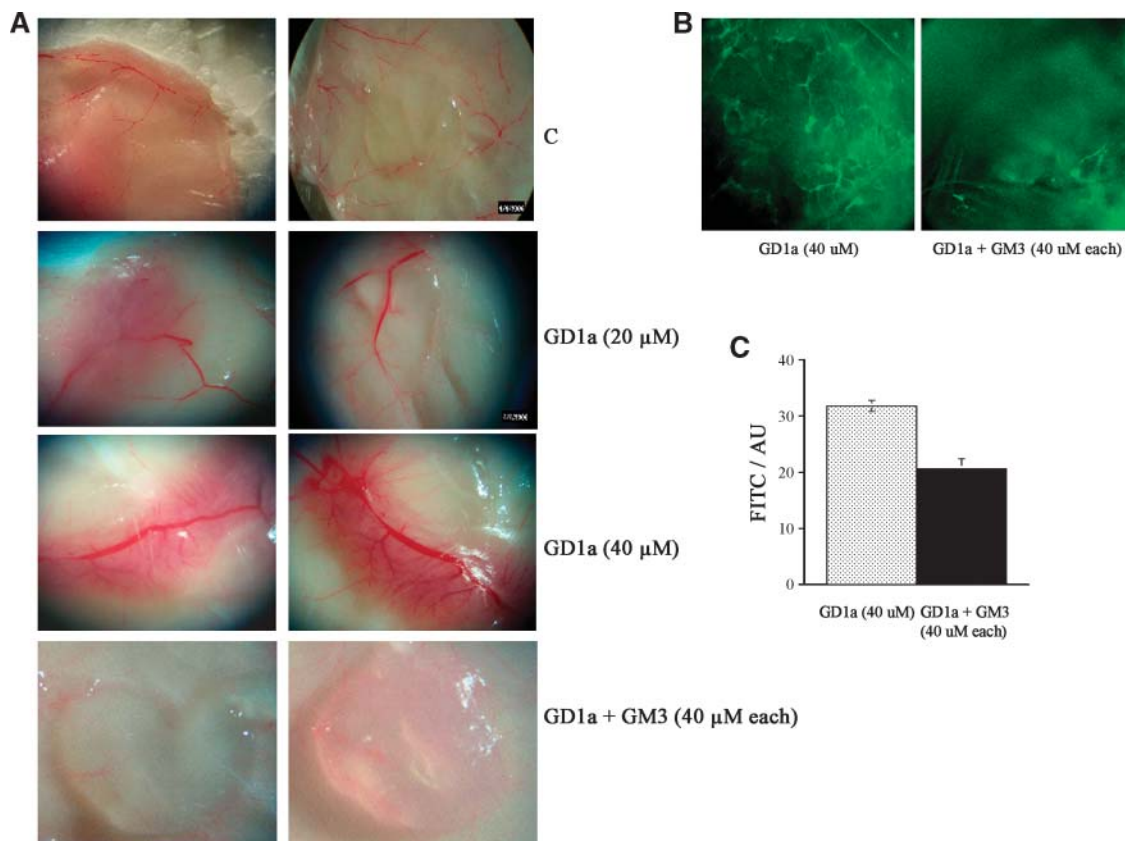 A
C
GD1a (20 µM)
GD1a (40 µM)
GD1a + GM3 (40 µM each)
B
GD1a (40 uM)
GD1a + GM3 (40 uM each)
C
40
30
20
10
0
FITC / AU
GD1a (40 uM)
GD1a + GM3
(40 uM each)